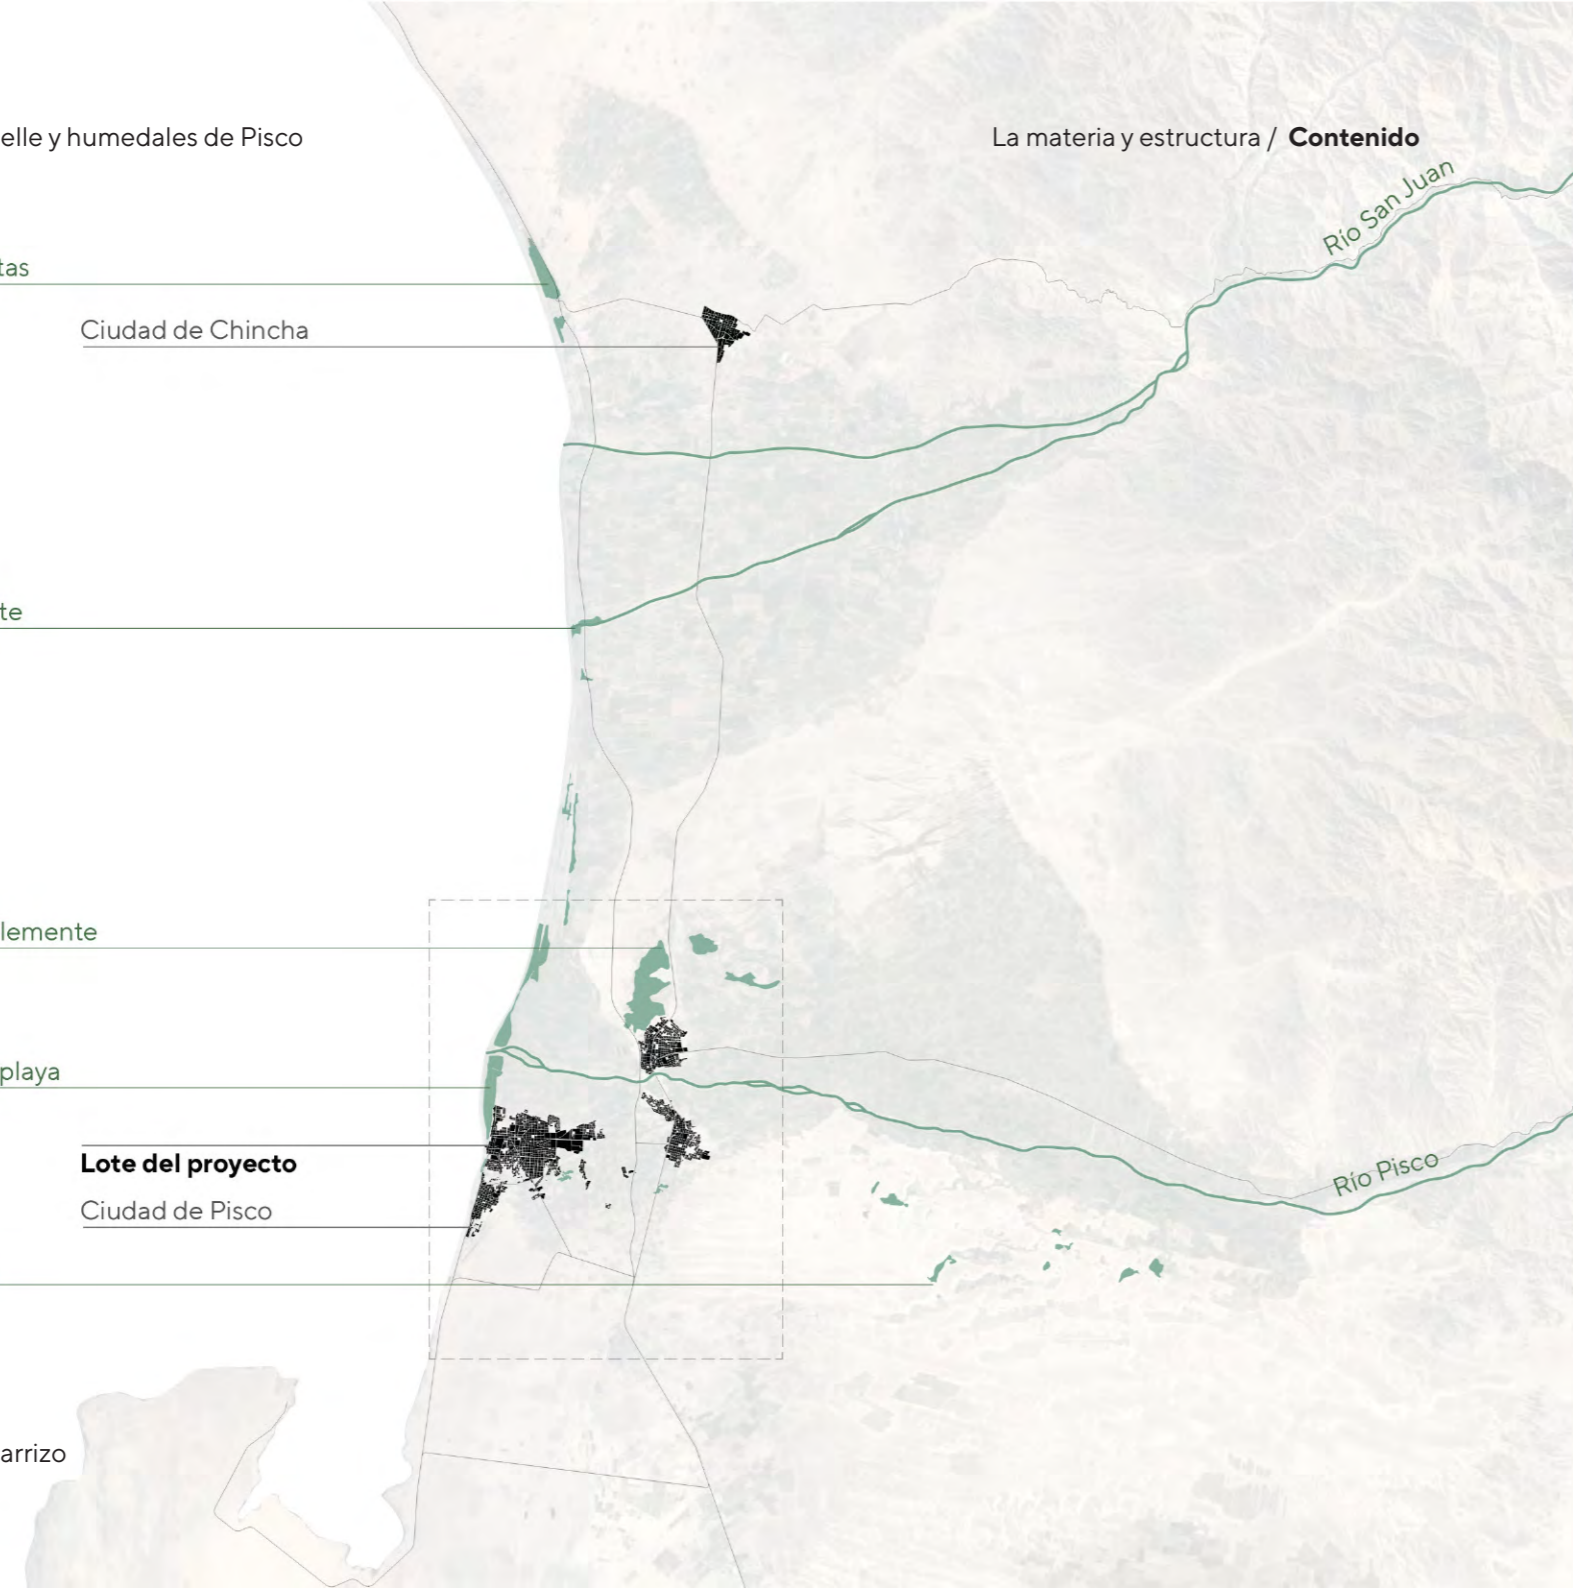 elle y humedales de Pisco
La materia y estructura / Contenido
Río San Juan
tas
Ciudad de Chincha
te
lemente
playa
Lote del proyecto
Río Pisco
Ciudad de Pisco
arrizo